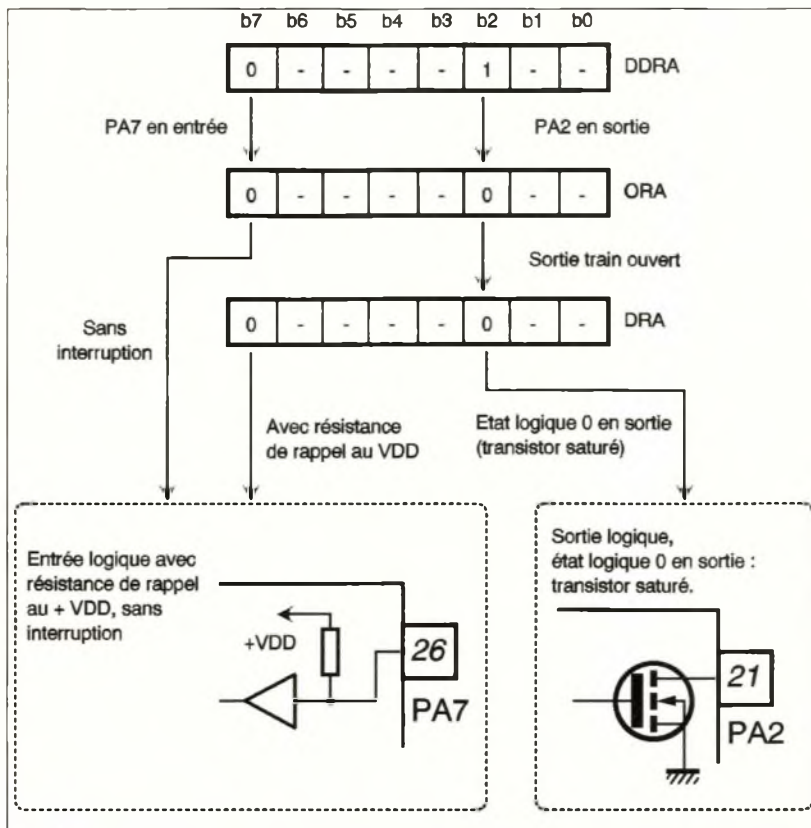 b7 b6 b5 b4 b3 b2 b1 b0
0 - - - - 1 - - DDRA
PA7 en entrée
PA2 en sortie
0 - - - - 0 - - ORA
Sortie train ouvert
0 - - - - 0 - - DRA
Sans
interruption
Avec résistance
de rappel au VDD
Etat logique 0 en sortie
(transistor saturé)
Entrée logique avec
résistance de rappel
au + VDD, sans
interruption
+VDD
26
PA7
Sortie logique,
état logique 0 en sortie :
transistor saturé.
21
PA2